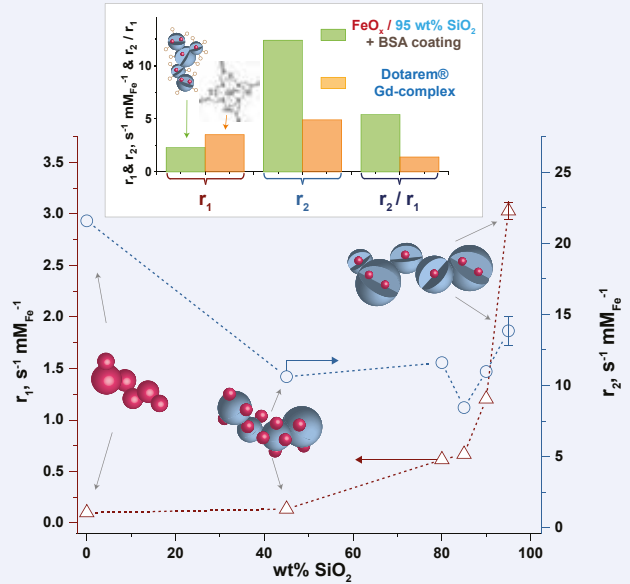 FeOₓ / 95 wt% SiO₂
+ BSA coating
Dotarem®
Gd-complex
r₁ & r₂, s⁻¹ mM_Fe⁻¹ & r₂ / r₁
10
5
0
r₁
r₂
r₂ / r₁
r₁, s⁻¹ mM_Fe⁻¹
3.5
3.0
2.5
2.0
1.5
1.0
0.5
0.0
r₂, s⁻¹ mM_Fe⁻¹
25
20
15
10
5
0
0
20
40
60
80
100
wt% SiO₂